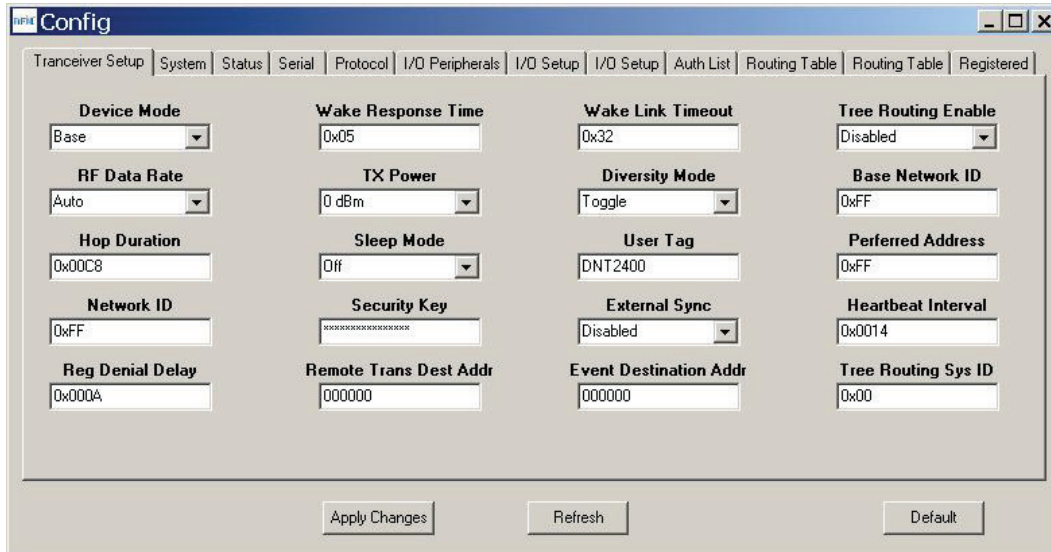 RFM Config
Tranceiver Setup System Status Serial Protocol I/O Peripherals I/O Setup I/O Setup Auth List Routing Table Routing Table Registered
Device Mode Wake Response Time Wake Link Timeout Tree Routing Enable
Base 0x05 0x32 Disabled
RF Data Rate TX Power Diversity Mode Base Network ID
Auto 0 dBm Toggle 0xFF
Hop Duration Sleep Mode User Tag Perferred Address
0x00C8 Off DNT2400 0xFF
Network ID Security Key External Sync Heartbeat Interval
0xFF **************** Disabled 0x0014
Reg Denial Delay Remote Trans Dest Addr Event Destination Addr Tree Routing Sys ID
0x000A 000000 000000 0x00
Apply Changes Refresh Default